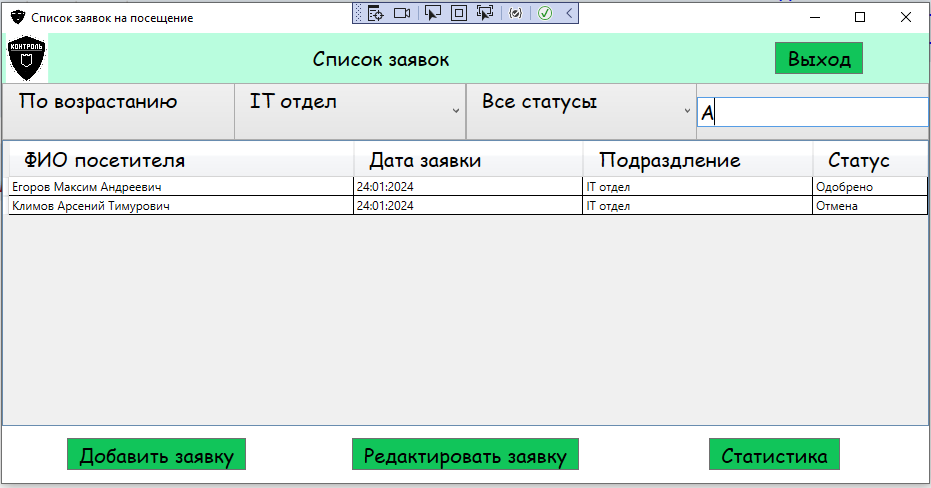 Список заявок на посещение
КОНТРОЛЬ
Список заявок
Выход
По возрастанию IT отдел Все статусы А
ФИО посетителя Дата заявки Подраздление Статус
Егоров Максим Андреевич 24:01:2024 IT отдел Одобрено
Климов Арсений Тимурович 24:01:2024 IT отдел Отмена
Добавить заявку Редактировать заявку Статистика